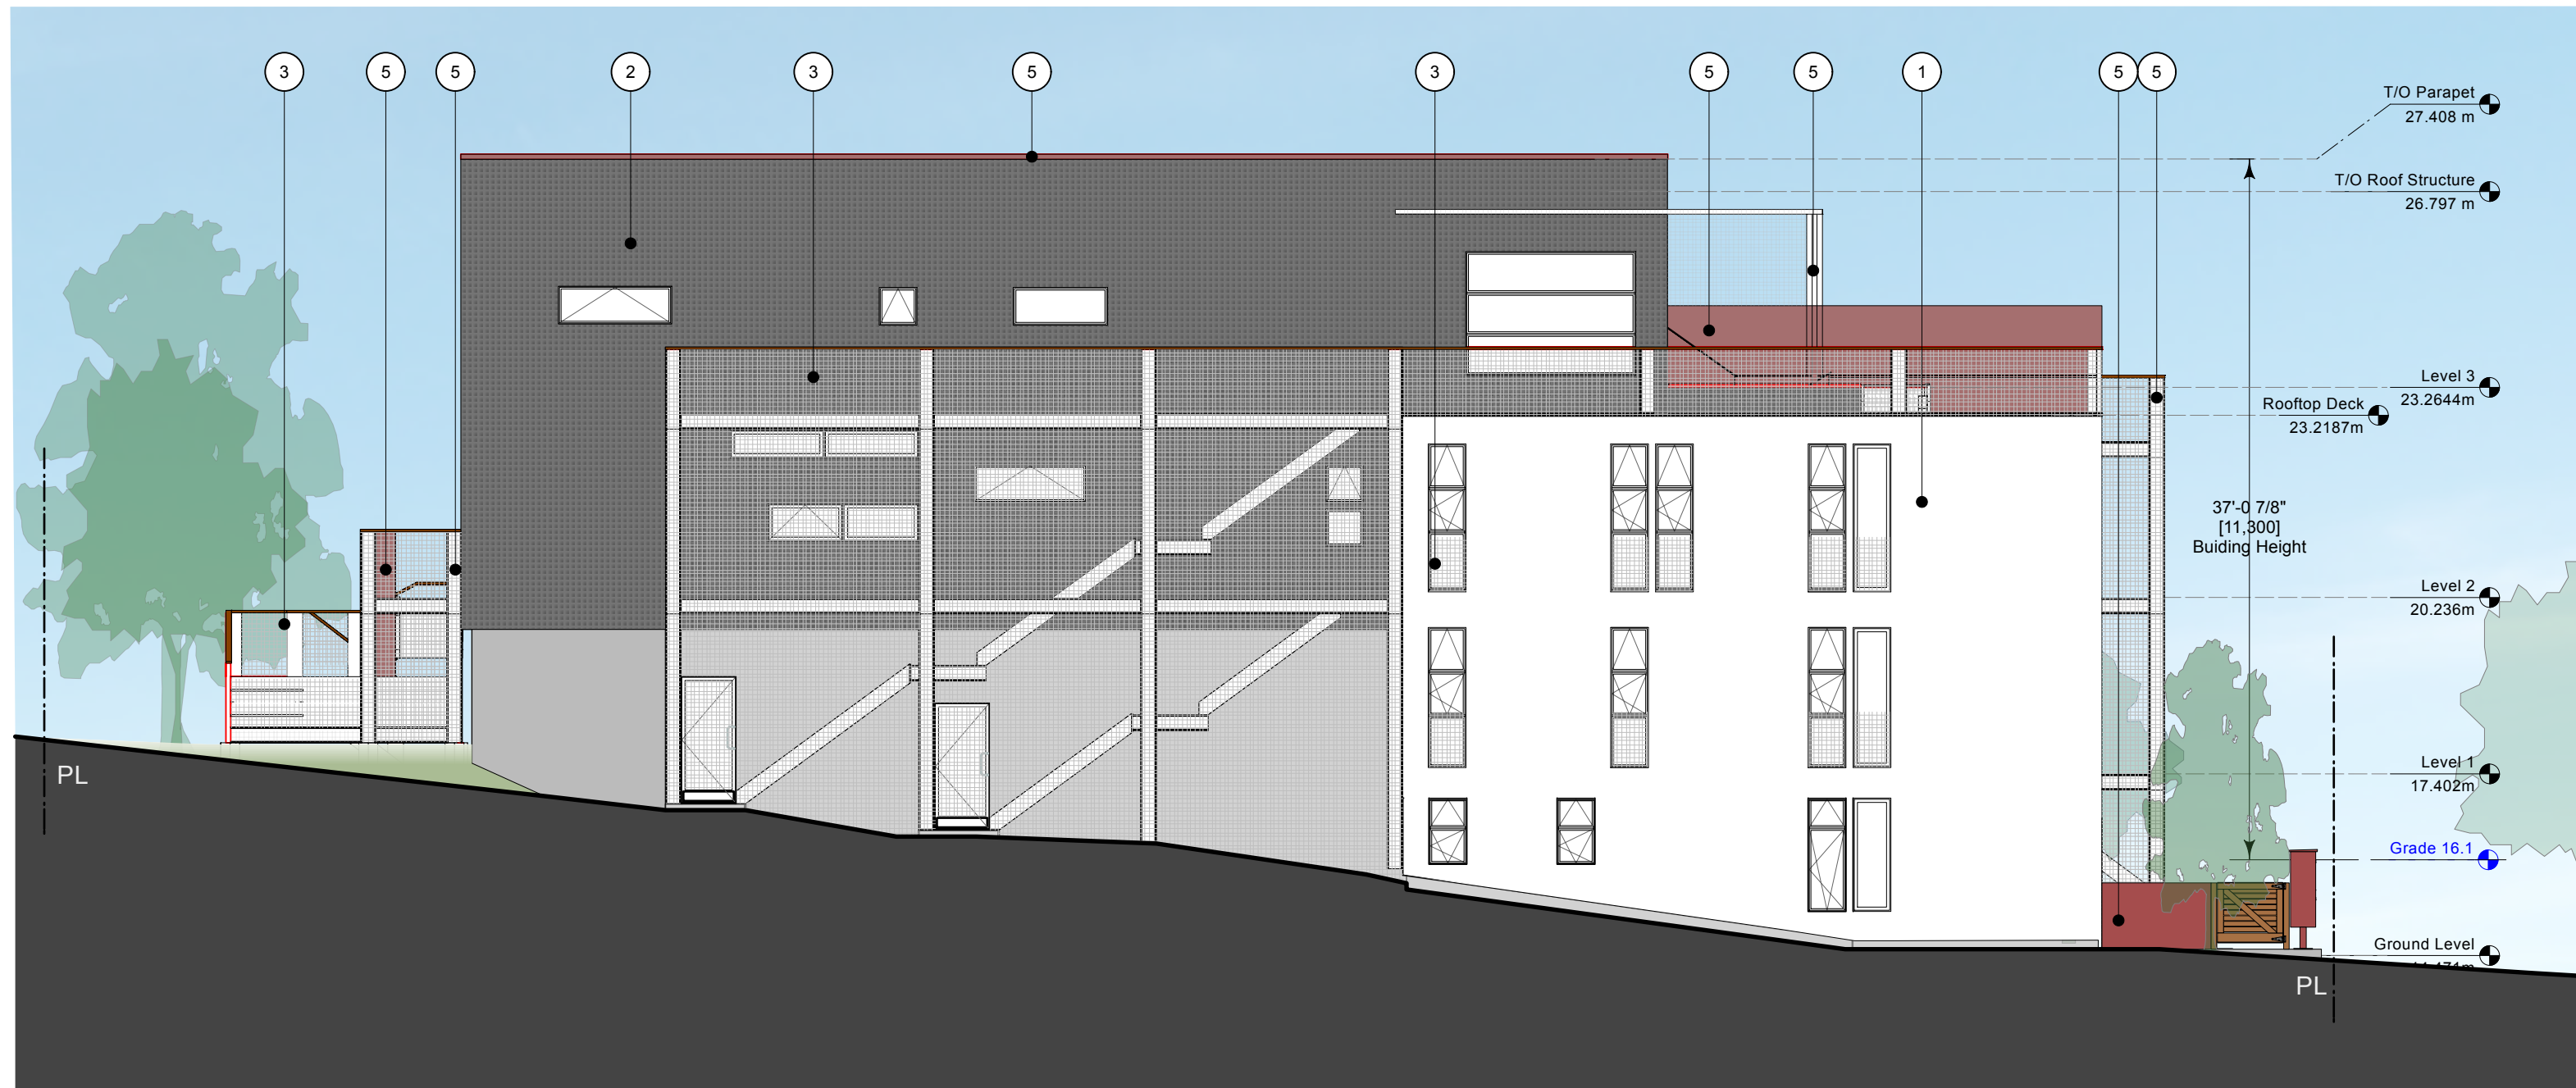 3 5 5 2 3 5 3 5 5 1 5 5
T/O Parapet
27.408 m
T/O Roof Structure
26.797 m
Level 3
23.2644m
Rooftop Deck
23.2187m
37'-0 7/8"
[11,300]
Buiding Height
Level 2
20.236m
Level 1
17.402m
PL
Grade 16.1
Ground Level
PL